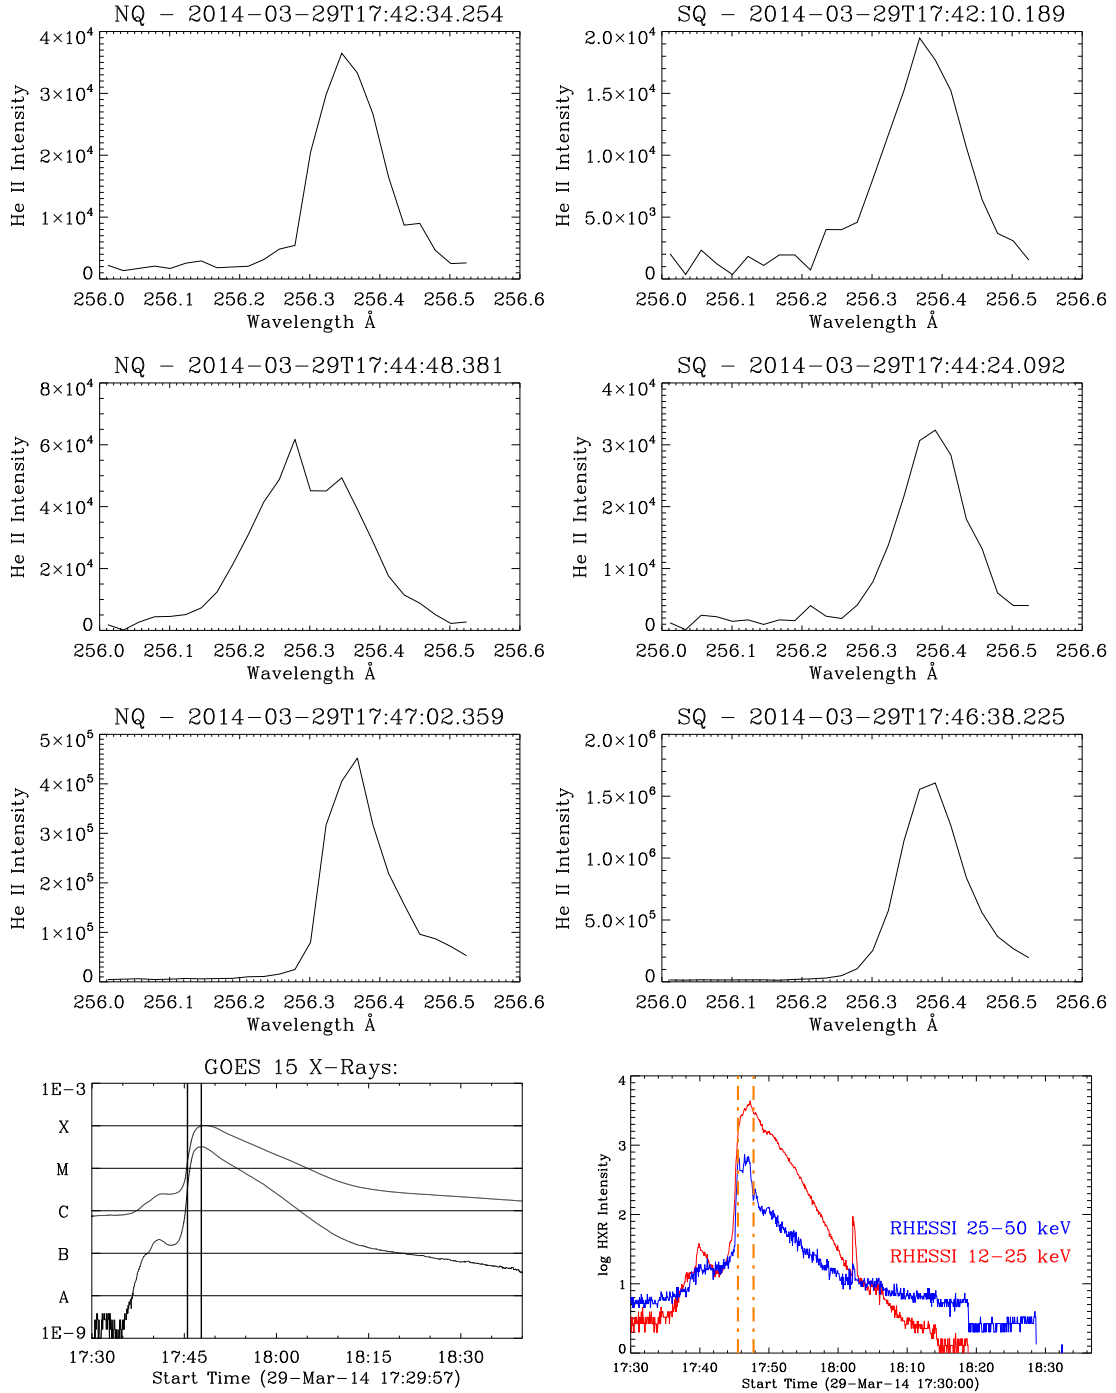 NQ − 2014−03−29T17:42:34.254
He II Intensity
4×10⁴
3×10⁴
2×10⁴
1×10⁴
0
256.0 256.1 256.2 256.3 256.4 256.5 256.6
Wavelength Å
SQ − 2014−03−29T17:42:10.189
He II Intensity
2.0×10⁴
1.5×10⁴
1.0×10⁴
5.0×10³
0
256.0 256.1 256.2 256.3 256.4 256.5 256.6
Wavelength Å
NQ − 2014−03−29T17:44:48.381
He II Intensity
8×10⁴
6×10⁴
4×10⁴
2×10⁴
0
256.0 256.1 256.2 256.3 256.4 256.5 256.6
Wavelength Å
SQ − 2014−03−29T17:44:24.092
He II Intensity
4×10⁴
3×10⁴
2×10⁴
1×10⁴
0
256.0 256.1 256.2 256.3 256.4 256.5 256.6
Wavelength Å
NQ − 2014−03−29T17:47:02.359
He II Intensity
5×10⁵
4×10⁵
3×10⁵
2×10⁵
1×10⁵
0
256.0 256.1 256.2 256.3 256.4 256.5 256.6
Wavelength Å
SQ − 2014−03−29T17:46:38.225
He II Intensity
2.0×10⁶
1.5×10⁶
1.0×10⁶
5.0×10⁵
0
256.0 256.1 256.2 256.3 256.4 256.5 256.6
Wavelength Å
GOES 15 X−Rays:
1E−3
X
M
C
B
A
1E−9
17:30 17:45 18:00 18:15 18:30
Start Time (29−Mar−14 17:29:57)
log HXR Intensity
4
3
2
1
0
RHESSI 25−50 keV
RHESSI 12−25 keV
17:30 17:40 17:50 18:00 18:10 18:20 18:30
Start Time (29−Mar−14 17:30:00)